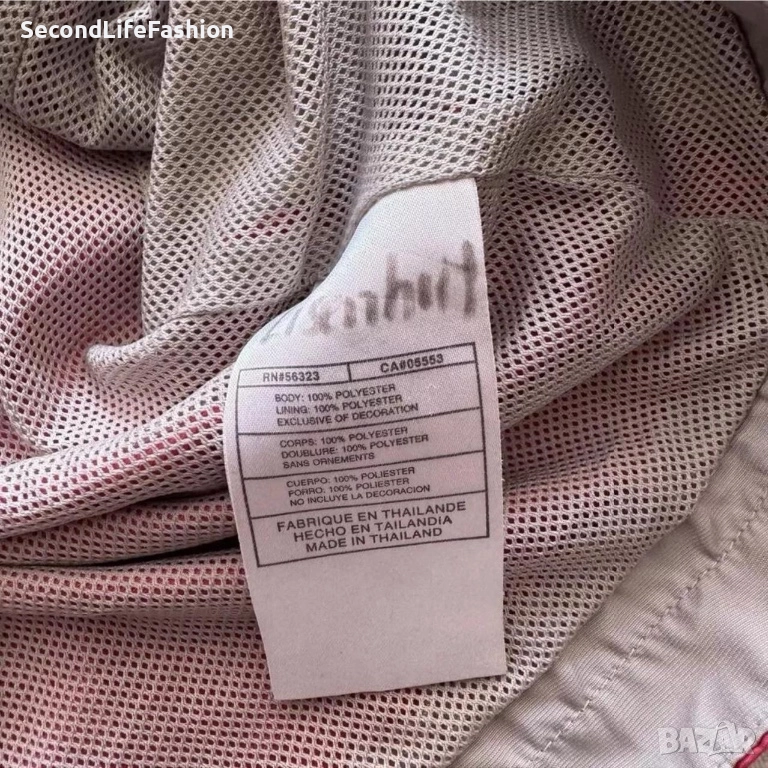 SecondLifeFashion
RN#56323 CA#05553
BODY: 100% POLYESTER
LINING: 100% POLYESTER
EXCLUSIVE OF DECORATION
CORPS: 100% POLYESTER
DOUBLURE: 100% POLYESTER
SANS ORNEMENTS
CUERPO: 100% POLIESTER
PORRO: 100% POLIESTER
NO INCLUYE LA DECORACION
FABRIQUE EN THAILANDE
HECHO EN TAILANDIA
MADE IN THAILAND
BAZAR